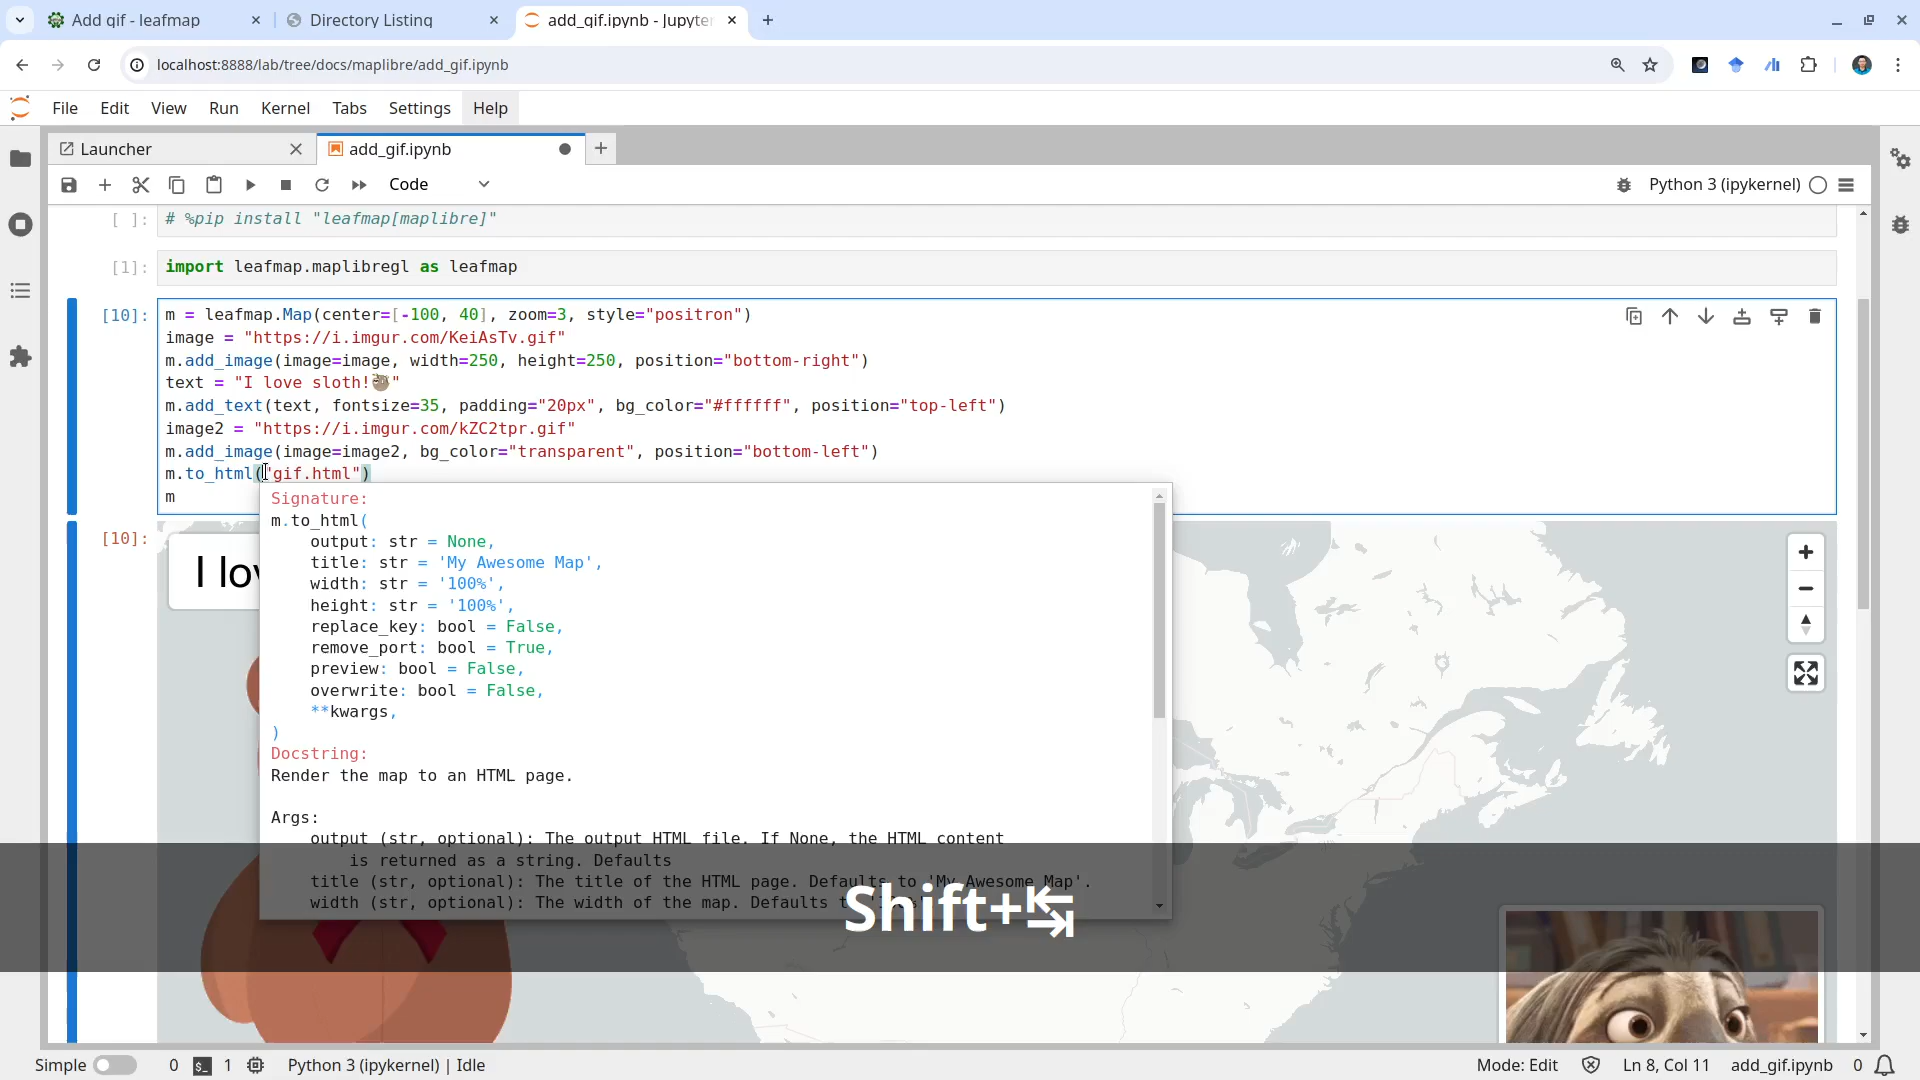 Add gif - leafmap
Directory Listing
add_gif.ipynb - Jupyter
localhost:8888/lab/tree/docs/maplibre/add_gif.ipynb
File Edit View Run Kernel Tabs Settings Help
Launcher
add_gif.ipynb
Code
Python 3 (ipykernel)
[ ]: # %pip install "leafmap[maplibre]"
[1]: import leafmap.maplibregl as leafmap
[10]: m = leafmap.Map(center=[-100, 40], zoom=3, style="positron")
image = "https://i.imgur.com/KeiAsTv.gif"
m.add_image(image=image, width=250, height=250, position="bottom-right")
text = "I love sloth!🦥"
m.add_text(text, fontsize=35, padding="20px", bg_color="#ffffff", position="top-left")
image2 = "https://i.imgur.com/kZC2tpr.gif"
m.add_image(image=image2, bg_color="transparent", position="bottom-left")
m.to_html("gif.html")
m
[10]:
I lov
Signature:
m.to_html(
output: str = None,
title: str = 'My Awesome Map',
width: str = '100%',
height: str = '100%',
replace_key: bool = False,
remove_port: bool = True,
preview: bool = False,
overwrite: bool = False,
**kwargs,
)
Docstring:
Render the map to an HTML page.
Args:
output (str, optional): The output HTML file. If None, the HTML content
is returned as a string. Defaults
title (str, optional): The title of the HTML page. Defaults to 'My Awesome Map'.
width (str, optional): The width of the map. Defaults
Shift+↹
Simple 0 1 Python 3 (ipykernel) | Idle
Mode: Edit Ln 8, Col 11 add_gif.ipynb 0